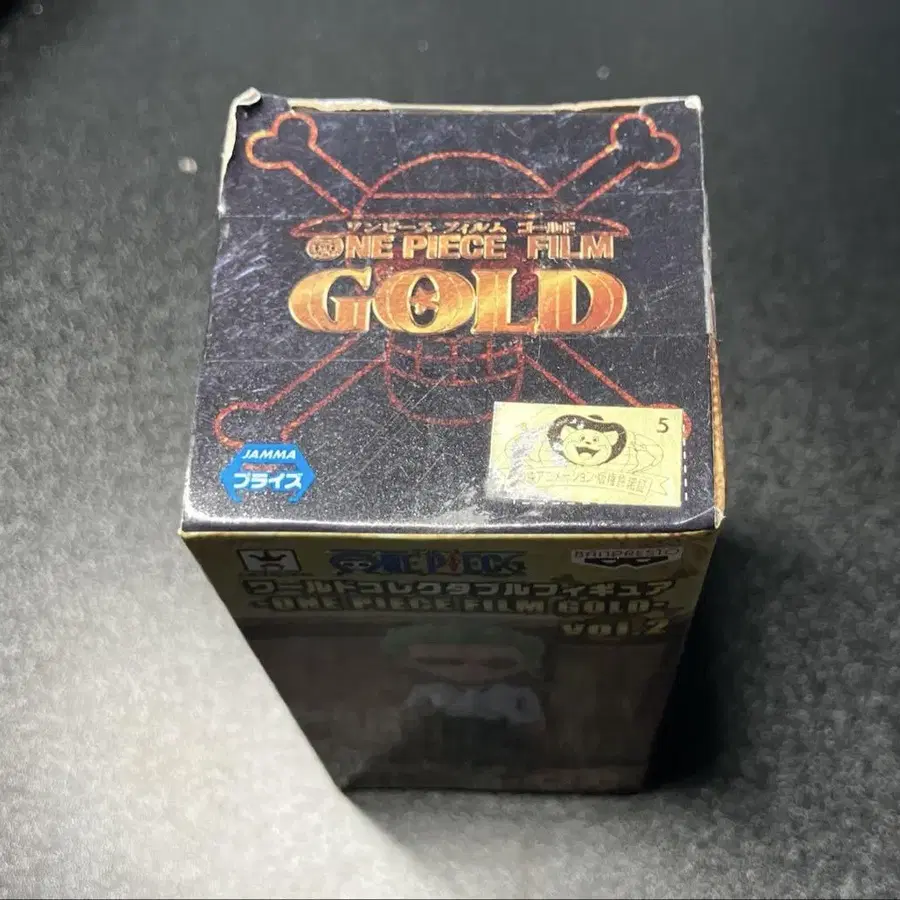 ワンピース フィルム ゴールド
ONE PIECE FILM
GOLD
5
JAMMA
プライズ
ONE PIECE
BANPRESTO
ワールドコレクタブルフィギュア
-ONE PIECE FILM GOLD-
vol.2